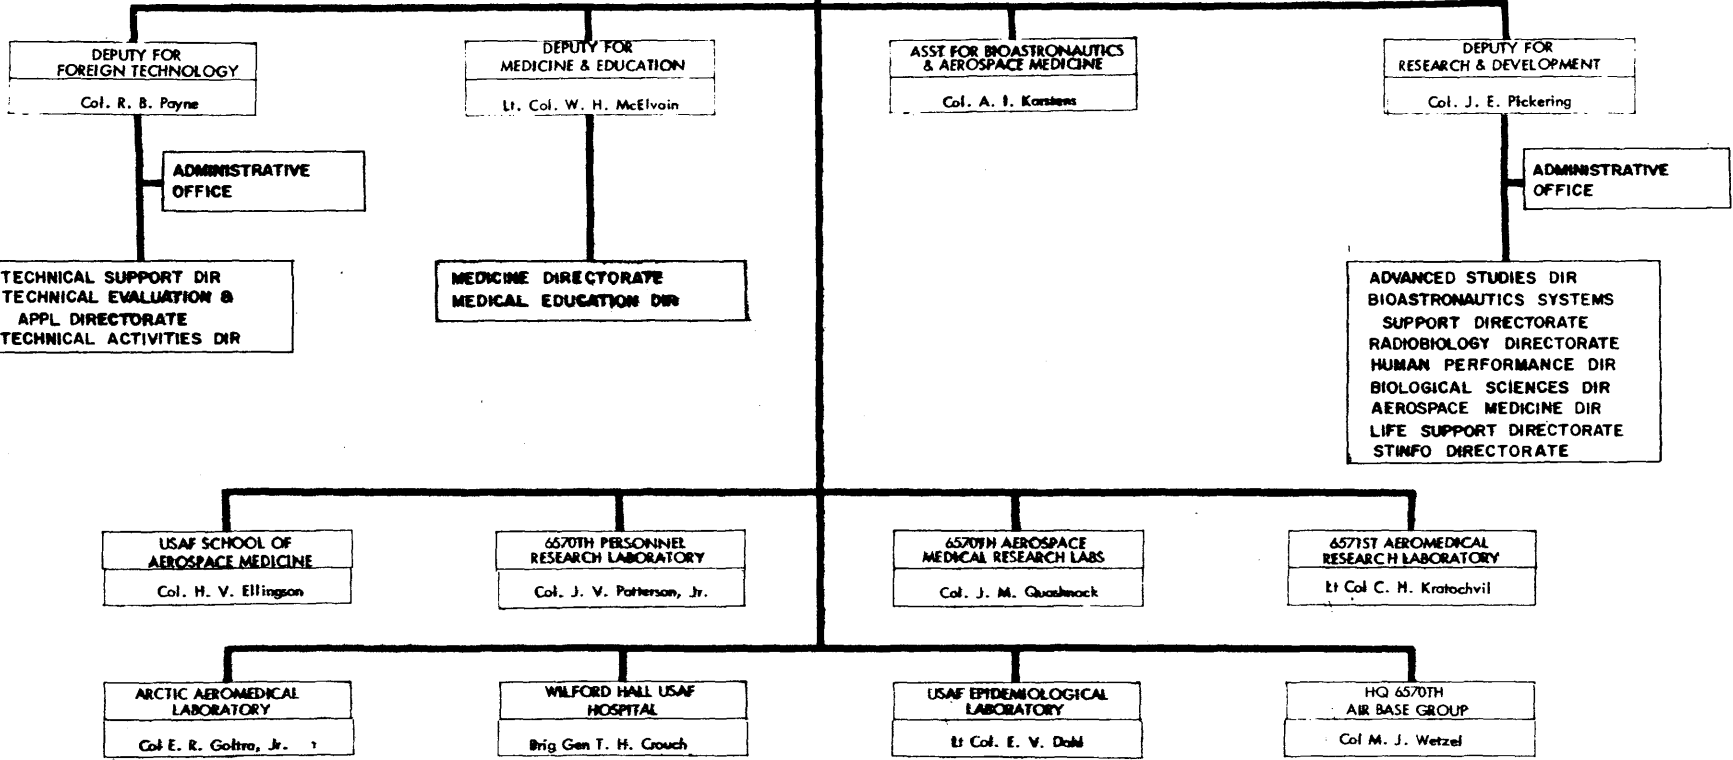 DEPUTY FOR
FOREIGN TECHNOLOGY
Col. R. B. Payne
DEPUTY FOR
MEDICINE & EDUCATION
Lt. Col. W. H. McElvain
ASST FOR BIOASTRONAUTICS
& AEROSPACE MEDICINE
Col. A. I. Karstens
DEPUTY FOR
RESEARCH & DEVELOPMENT
Col. J. E. Pickering
ADMINISTRATIVE
OFFICE
ADMINISTRATIVE
OFFICE
TECHNICAL SUPPORT DIR
TECHNICAL EVALUATION &
APPL DIRECTORATE
TECHNICAL ACTIVITIES DIR
MEDICINE DIRECTORATE
MEDICAL EDUCATION DIR
ADVANCED STUDIES DIR
BIOASTRONAUTICS SYSTEMS
SUPPORT DIRECTORATE
RADIOBIOLOGY DIRECTORATE
HUMAN PERFORMANCE DIR
BIOLOGICAL SCIENCES DIR
AEROSPACE MEDICINE DIR
LIFE SUPPORT DIRECTORATE
STINFO DIRECTORATE
USAF SCHOOL OF
AEROSPACE MEDICINE
Col. H. V. Ellingson
6570TH PERSONNEL
RESEARCH LABORATORY
Col. J. V. Patterson, Jr.
6570TH AEROSPACE
MEDICAL RESEARCH LABS
Col. J. M. Quashnock
6571ST AEROMEDICAL
RESEARCH LABORATORY
Lt Col C. H. Kratochvil
ARCTIC AEROMEDICAL
LABORATORY
Col E. R. Goltra, Jr.
WILFORD HALL USAF
HOSPITAL
Brig Gen T. H. Crouch
USAF EPIDEMIOLOGICAL
LABORATORY
Lt Col. E. V. Dahl
HQ 6570TH
AIR BASE GROUP
Col M. J. Wetzel